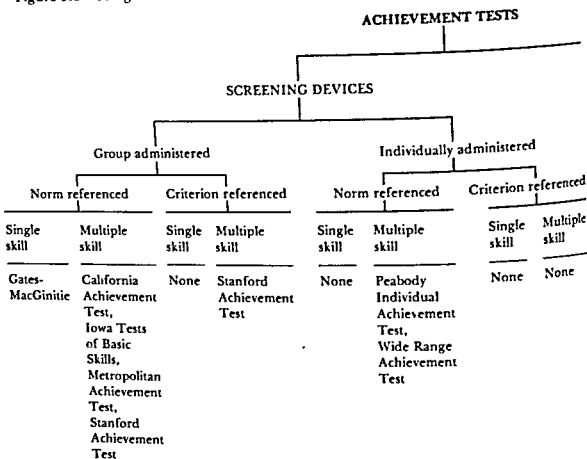 ACHIEVEMENT TESTS
SCREENING DEVICES
Group administered
Individually administered
Norm referenced
Criterion referenced
Norm referenced
Criterion referenced
Single
skill
Multiple
skill
Single
skill
Multiple
skill
Single
skill
Multiple
skill
Single
skill
Multiple
skill
Gates-
MacGinitie
California
Achievement
Test,
Iowa Tests
of Basic
Skills,
Metropolitan
Achievement
Test,
Stanford
Achievement
Test
None
Stanford
Achievement
Test
None
Peabody
Individual
Achievement
Test,
Wide Range
Achievement
Test
None
None